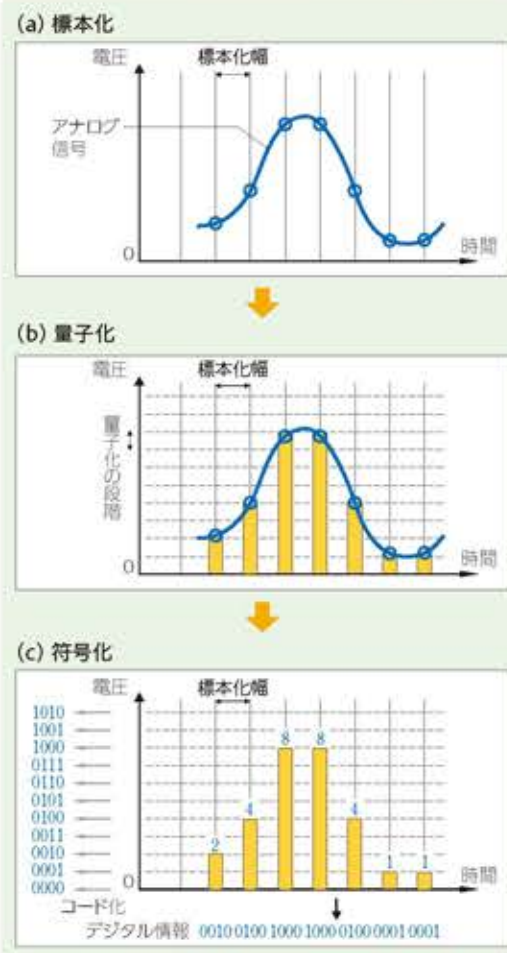 (a) 標本化
電圧
標本化幅
アナログ
信号
0
時間
(b) 量子化
電圧
標本化幅
量子化の段階
0
時間
(c) 符号化
電圧
標本化幅
1010
1001
1000
0111
0110
0101
0100
0011
0010
0001
0000
2
4
8
8
4
1
1
0
時間
コード化
デジタル情報 0010 0100 1000 1000 0100 0001 0001